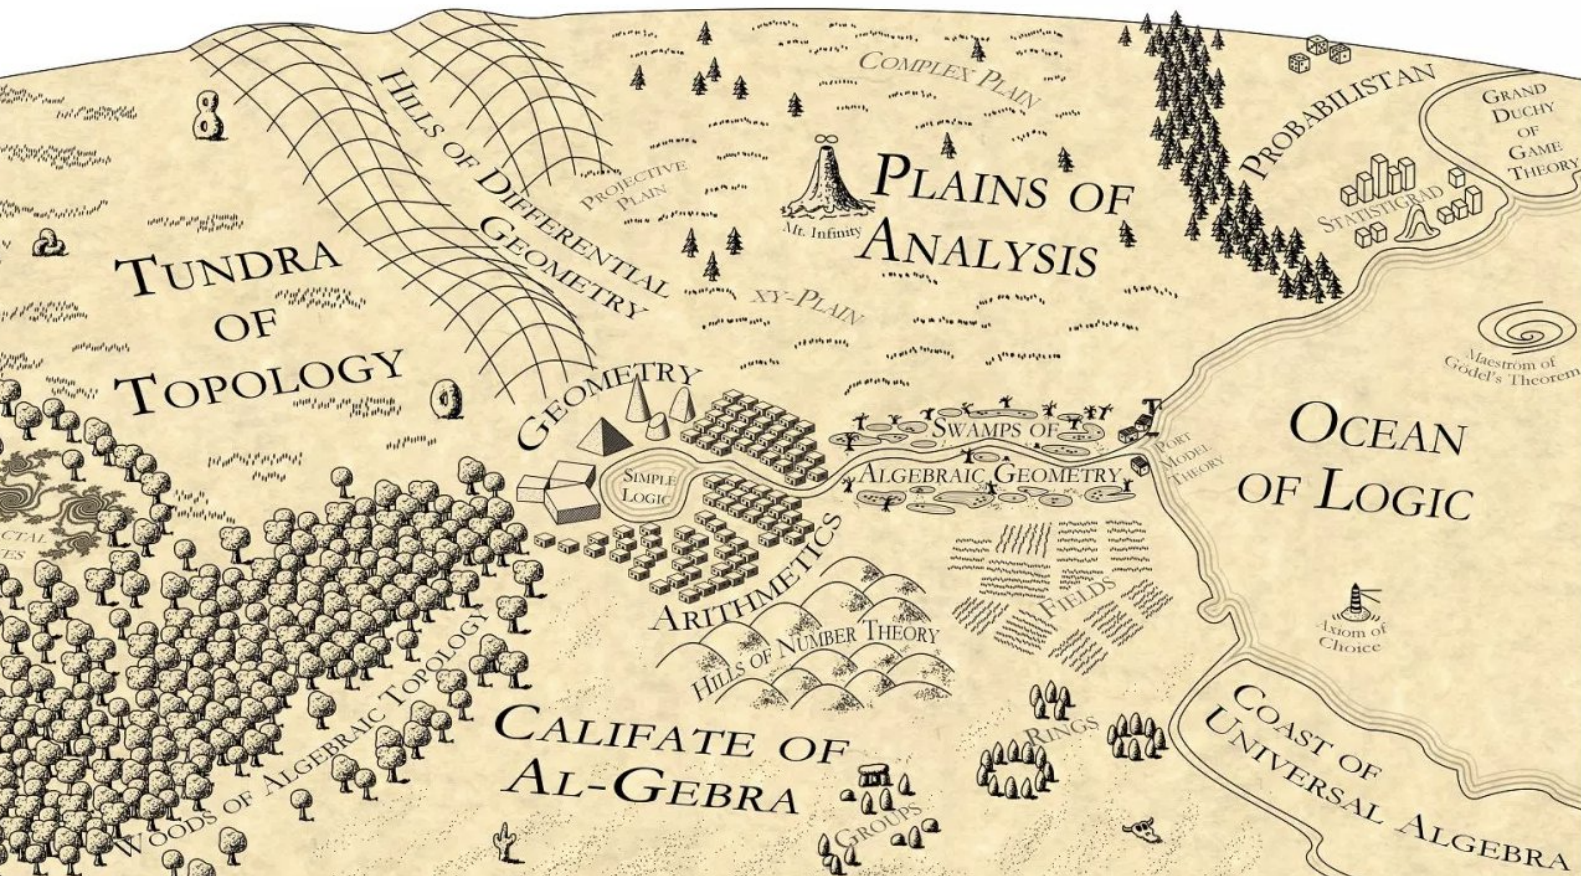 COMPLEX PLAIN
PROBABILISTAN
GRAND
DUCHY
OF
GAME
THEORY
HILLS OF DIFFERENTIAL
GEOMETRY
PROJECTIVE
PLAIN
Mt. Infinity
PLAINS OF
ANALYSIS
STATISTIGRAD
XY-PLAIN
TUNDRA
OF
TOPOLOGY
Maestrom of
Gödel's Theorem
GEOMETRY
SIMPLE
LOGIC
SWAMPS OF
ALGEBRAIC GEOMETRY
PORT
MODEL
THEORY
OCEAN
OF LOGIC
ARITHMETICS
FIELDS
HILLS OF NUMBER THEORY
Axiom of
Choice
WOODS OF ALGEBRAIC TOPOLOGY
CALIFATE OF
AL-GEBRA
RINGS
GROUPS
COAST OF
UNIVERSAL ALGEBRA